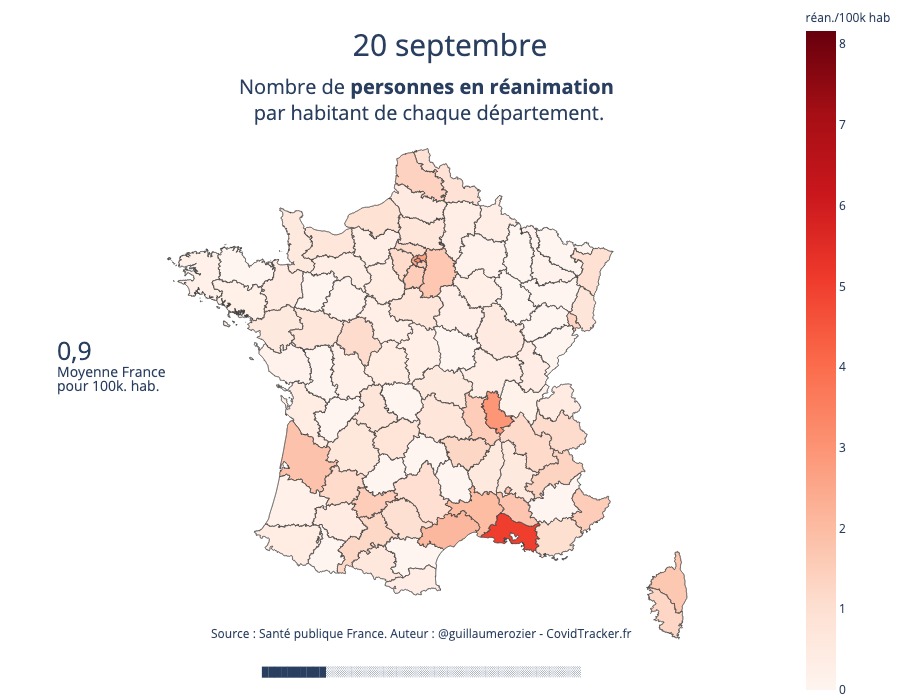 réan./100k hab
20 septembre
Nombre de personnes en réanimation
par habitant de chaque département.
8
7
6
5
4
3
2
1
0
0,9
Moyenne France
pour 100k. hab.
Source : Santé publique France. Auteur : @guillaumerozier - CovidTracker.fr